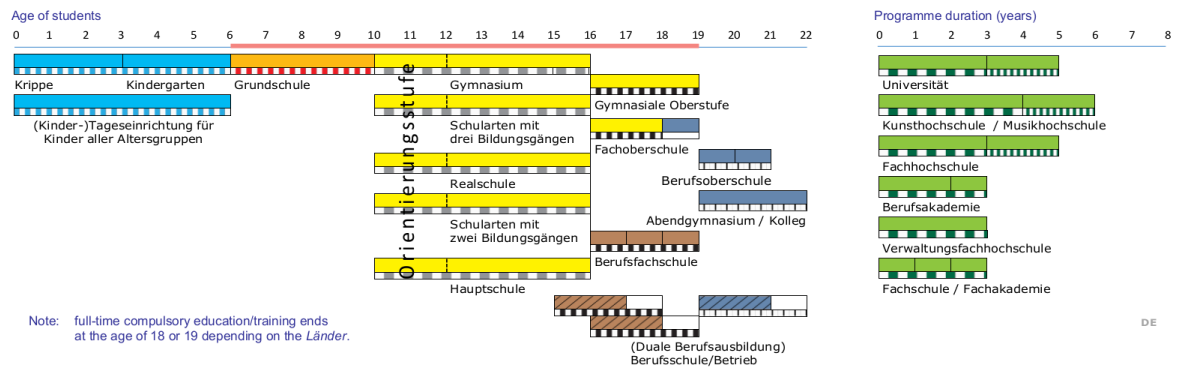 Age of students
Programme duration (years)
0 1 2 3 4 5 6 7 8 9 10 11 12 13 14 15 16 17 18 19 20 21 22
0 1 2 3 4 5 6 7 8
Krippe
Kindergarten
Grundschule
Gymnasium
Gymnasiale Oberstufe
(Kinder-)Tageseinrichtung für
Kinder aller Altersgruppen
Orientierungsstufe
Schularten mit
drei Bildungsgängen
Fachoberschule
Realschule
Berufsoberschule
Schularten mit
zwei Bildungsgängen
Abendgymnasium / Kolleg
Berufsfachschule
Hauptschule
(Duale Berufsausbildung)
Berufsschule/Betrieb
Universität
Kunsthochschule / Musikhochschule
Fachhochschule
Berufsakademie
Verwaltungsfachhochschule
Fachschule / Fachakademie
Note: full-time compulsory education/training ends
at the age of 18 or 19 depending on the Länder.
DE